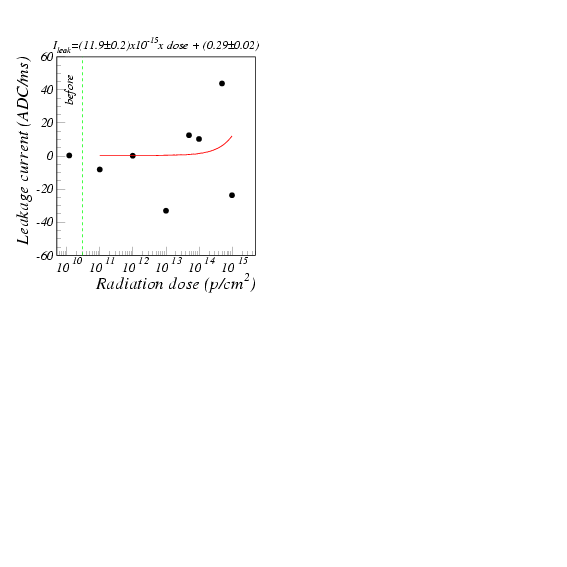 I_leak=(11.9±0.2)x10^-15 x dose + (0.29±0.02)
60
40
20
0
-20
-40
-60
Leakage current (ADC/ms)
before
10^10 10^11 10^12 10^13 10^14 10^15
Radiation dose (p/cm^2)